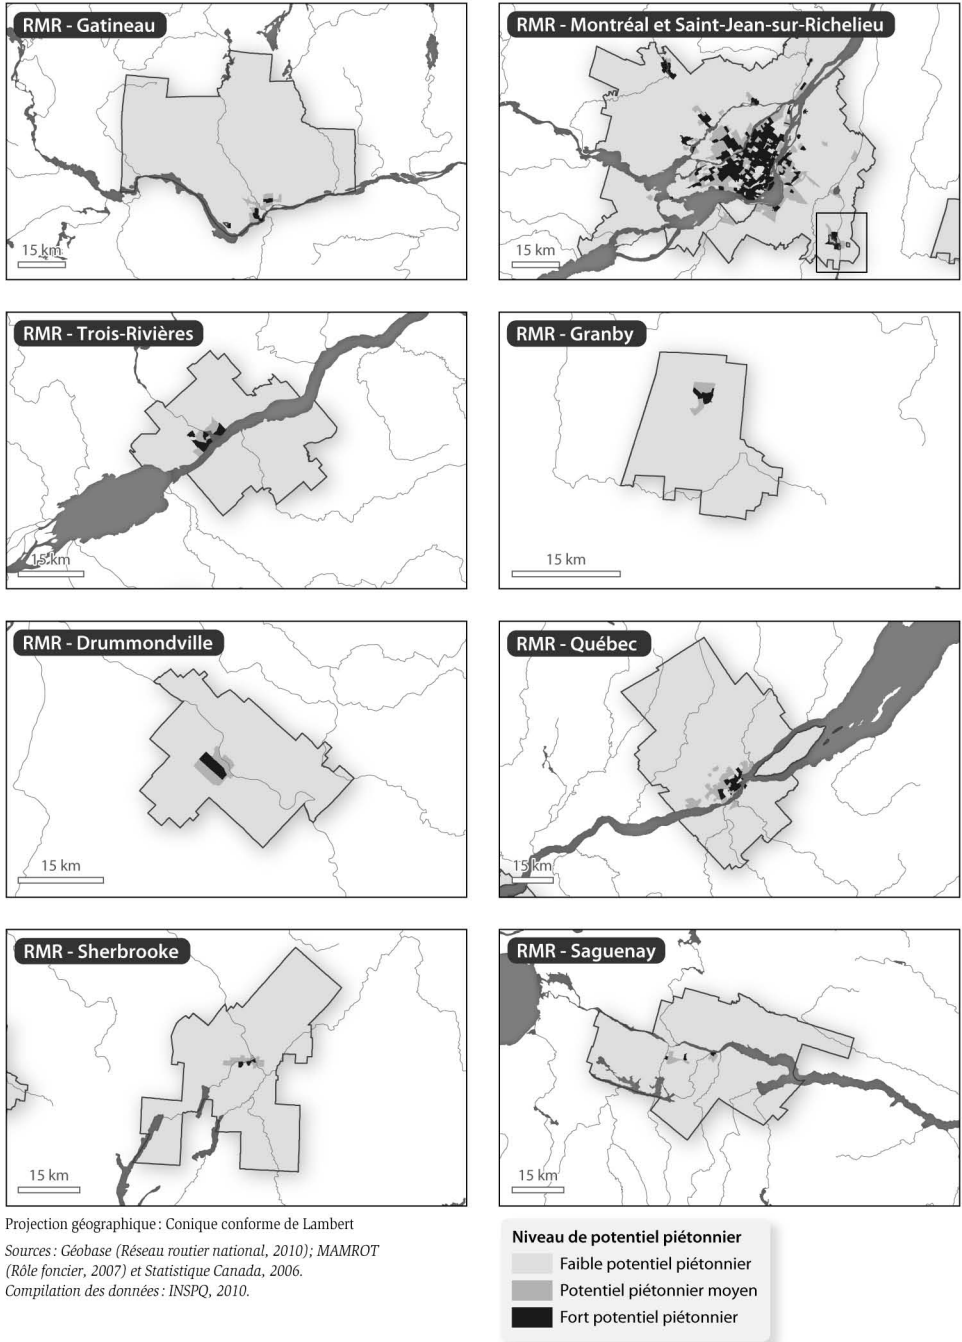 RMR - Gatineau
15 km
RMR - Montréal et Saint-Jean-sur-Richelieu
15 km
RMR - Trois-Rivières
15 km
RMR - Granby
15 km
RMR - Drummondville
15 km
RMR - Québec
15 km
RMR - Sherbrooke
15 km
RMR - Saguenay
15 km
Projection géographique : Conique conforme de Lambert
Sources : Géobase (Réseau routier national, 2010); MAMROT
(Rôle foncier, 2007) et Statistique Canada, 2006.
Compilation des données : INSPQ, 2010.
Niveau de potentiel piétonnier
Faible potentiel piétonnier
Potentiel piétonnier moyen
Fort potentiel piétonnier